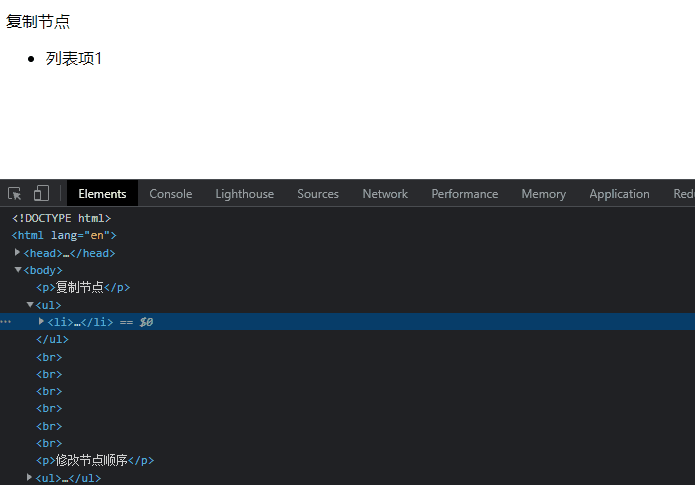 复制节点
列表项1
Elements Console Lighthouse Sources Network Performance Memory Application
<!DOCTYPE html>
<html lang="en">
<head>…</head>
<body>
<p>复制节点</p>
<ul>
<li>…</li> == $0
</ul>
<br>
<br>
<br>
<br>
<br>
<br>
<p>修改节点顺序</p>
<ul>…</ul>